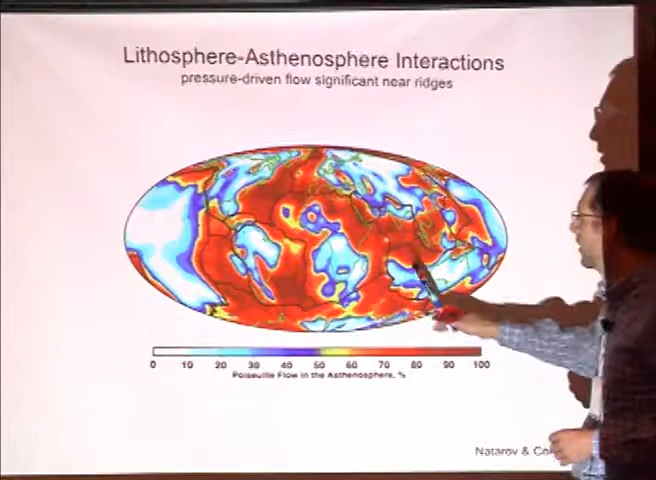 Lithosphere-Asthenosphere Interactions
pressure-driven flow significant near ridges
0 10 20 30 40 50 60 70 80 90 100
Poiseuille Flow in the Asthenosphere, %
Natarov &